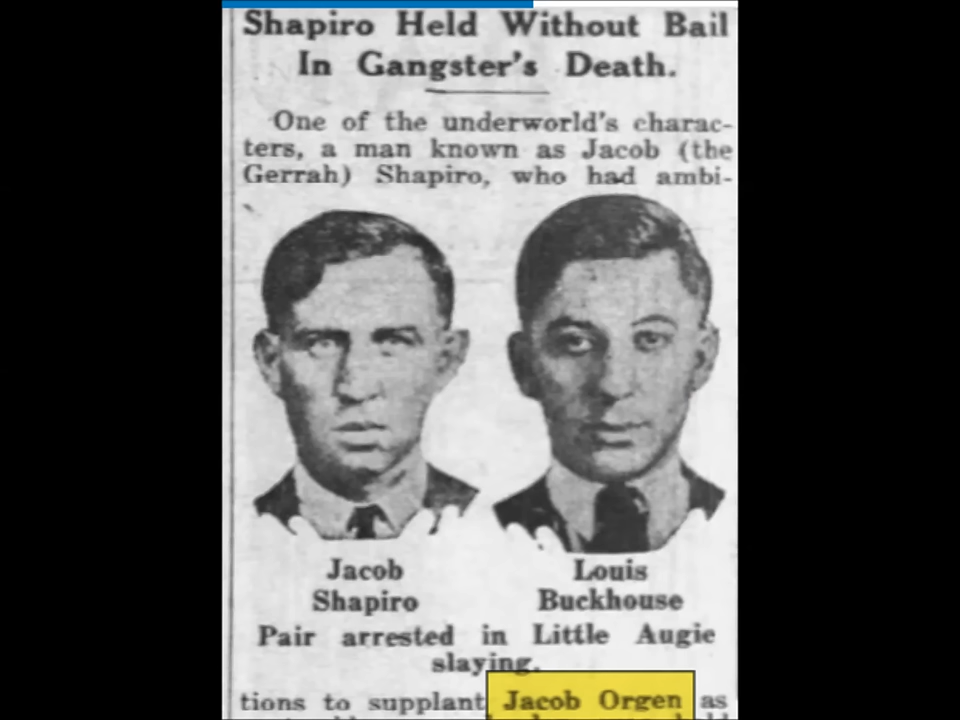 Shapiro Held Without Bail
In Gangster's Death.
One of the underworld's charac-
ters, a man known as Jacob (the
Gerrah) Shapiro, who had ambi-
Jacob
Shapiro
Louis
Buckhouse
Pair arrested in Little Augie
slaying.
tions to supplant Jacob Orgen as